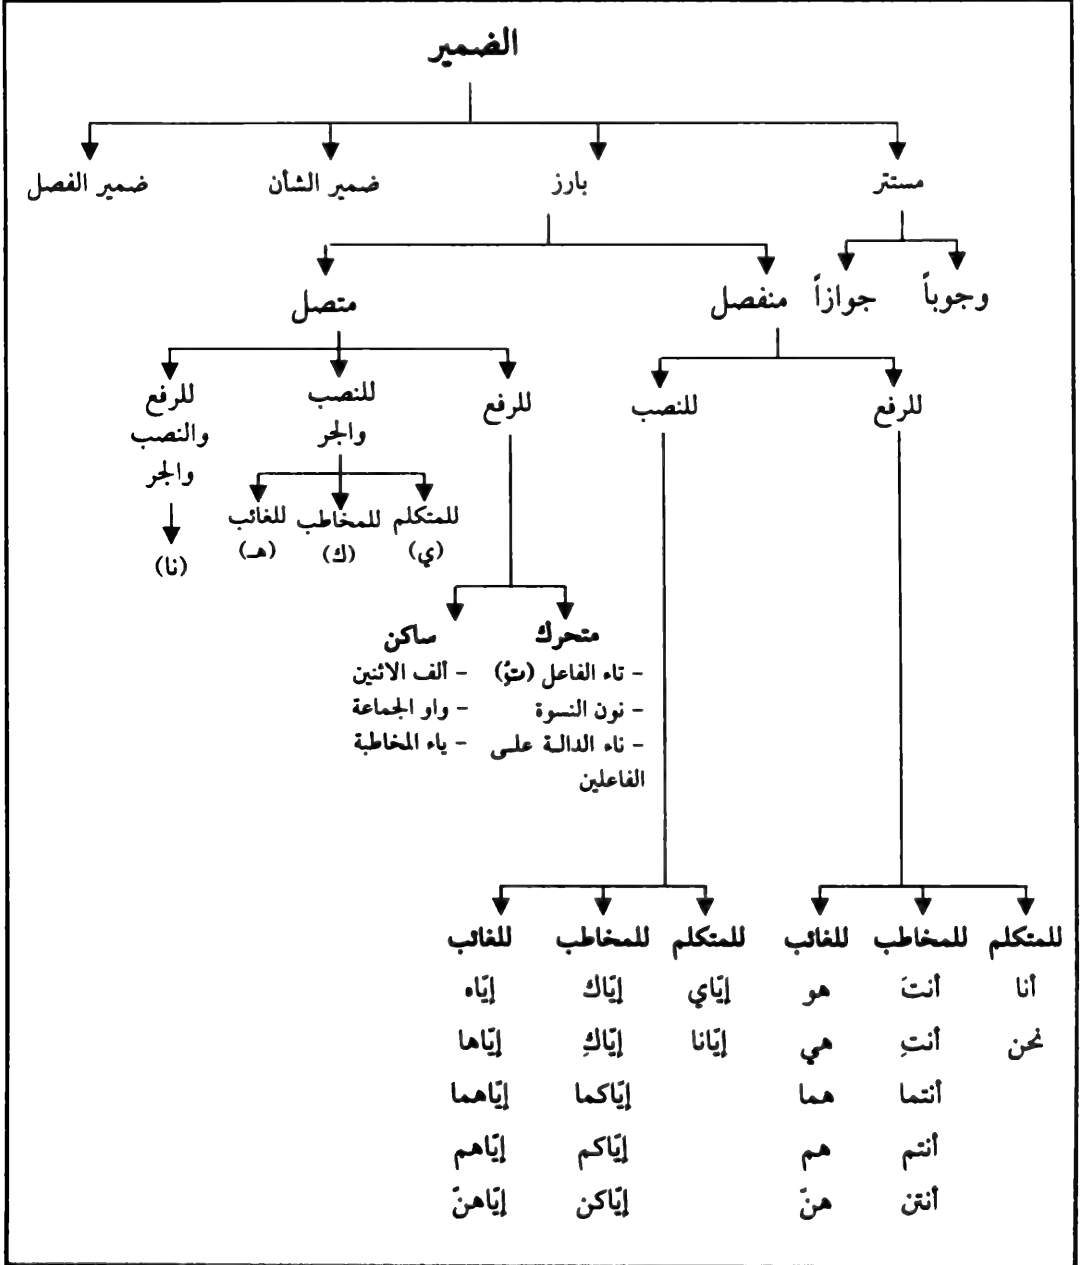 الضمير
مستتر بارز ضمير الشأن ضمير الفصل
وجوباً جوازاً منفصل متصل
للرفع للنصب للرفع للنصب للرفع
والجر والنصب
والجر
للمتكلم للمخاطب للغائب
(ي) (ك) (هـ) (نا)
متحرك ساكن
– تاء الفاعل (تُ) – ألف الاثنين
– نون النسوة – واو الجماعة
– ناء الدالة على – ياء المخاطبة
الفاعلين
للمتكلم للمخاطب للغائب للمتكلم للمخاطب للغائب
أنا أنتَ هو إيّاي إيّاك إيّاه
نحن أنتِ هي إيّانا إيّاكِ إيّاها
أنتما هما إيّاكما إيّاهما
أنتم هم إيّاكم إيّاهم
أنتن هنّ إيّاكن إيّاهنّ